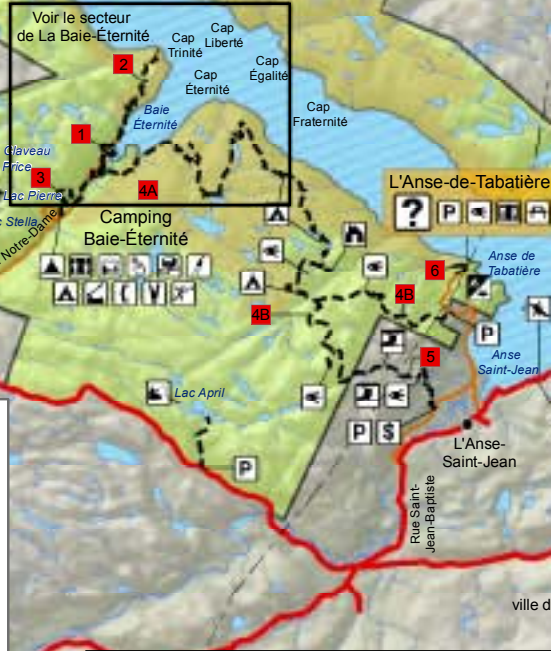 Voir le secteur
de La Baie-Éternité
Cap
Trinité
Cap
Liberté
Cap
Éternité
Cap
Égalité
Cap
Fraternité
2
Baie
Éternité
1
Claveau
Price
3
Lac Pierre
4A
Stella
Notre-Dame
Camping
Baie-Éternité
L'Anse-de-Tabatière
?
P
Anse de
Tabatière
6
4B
4B
P
5
Anse
Saint-Jean
Lac April
P
$
P
L'Anse-
Saint-Jean
Rue Saint-
Jean-Baptiste
ville d